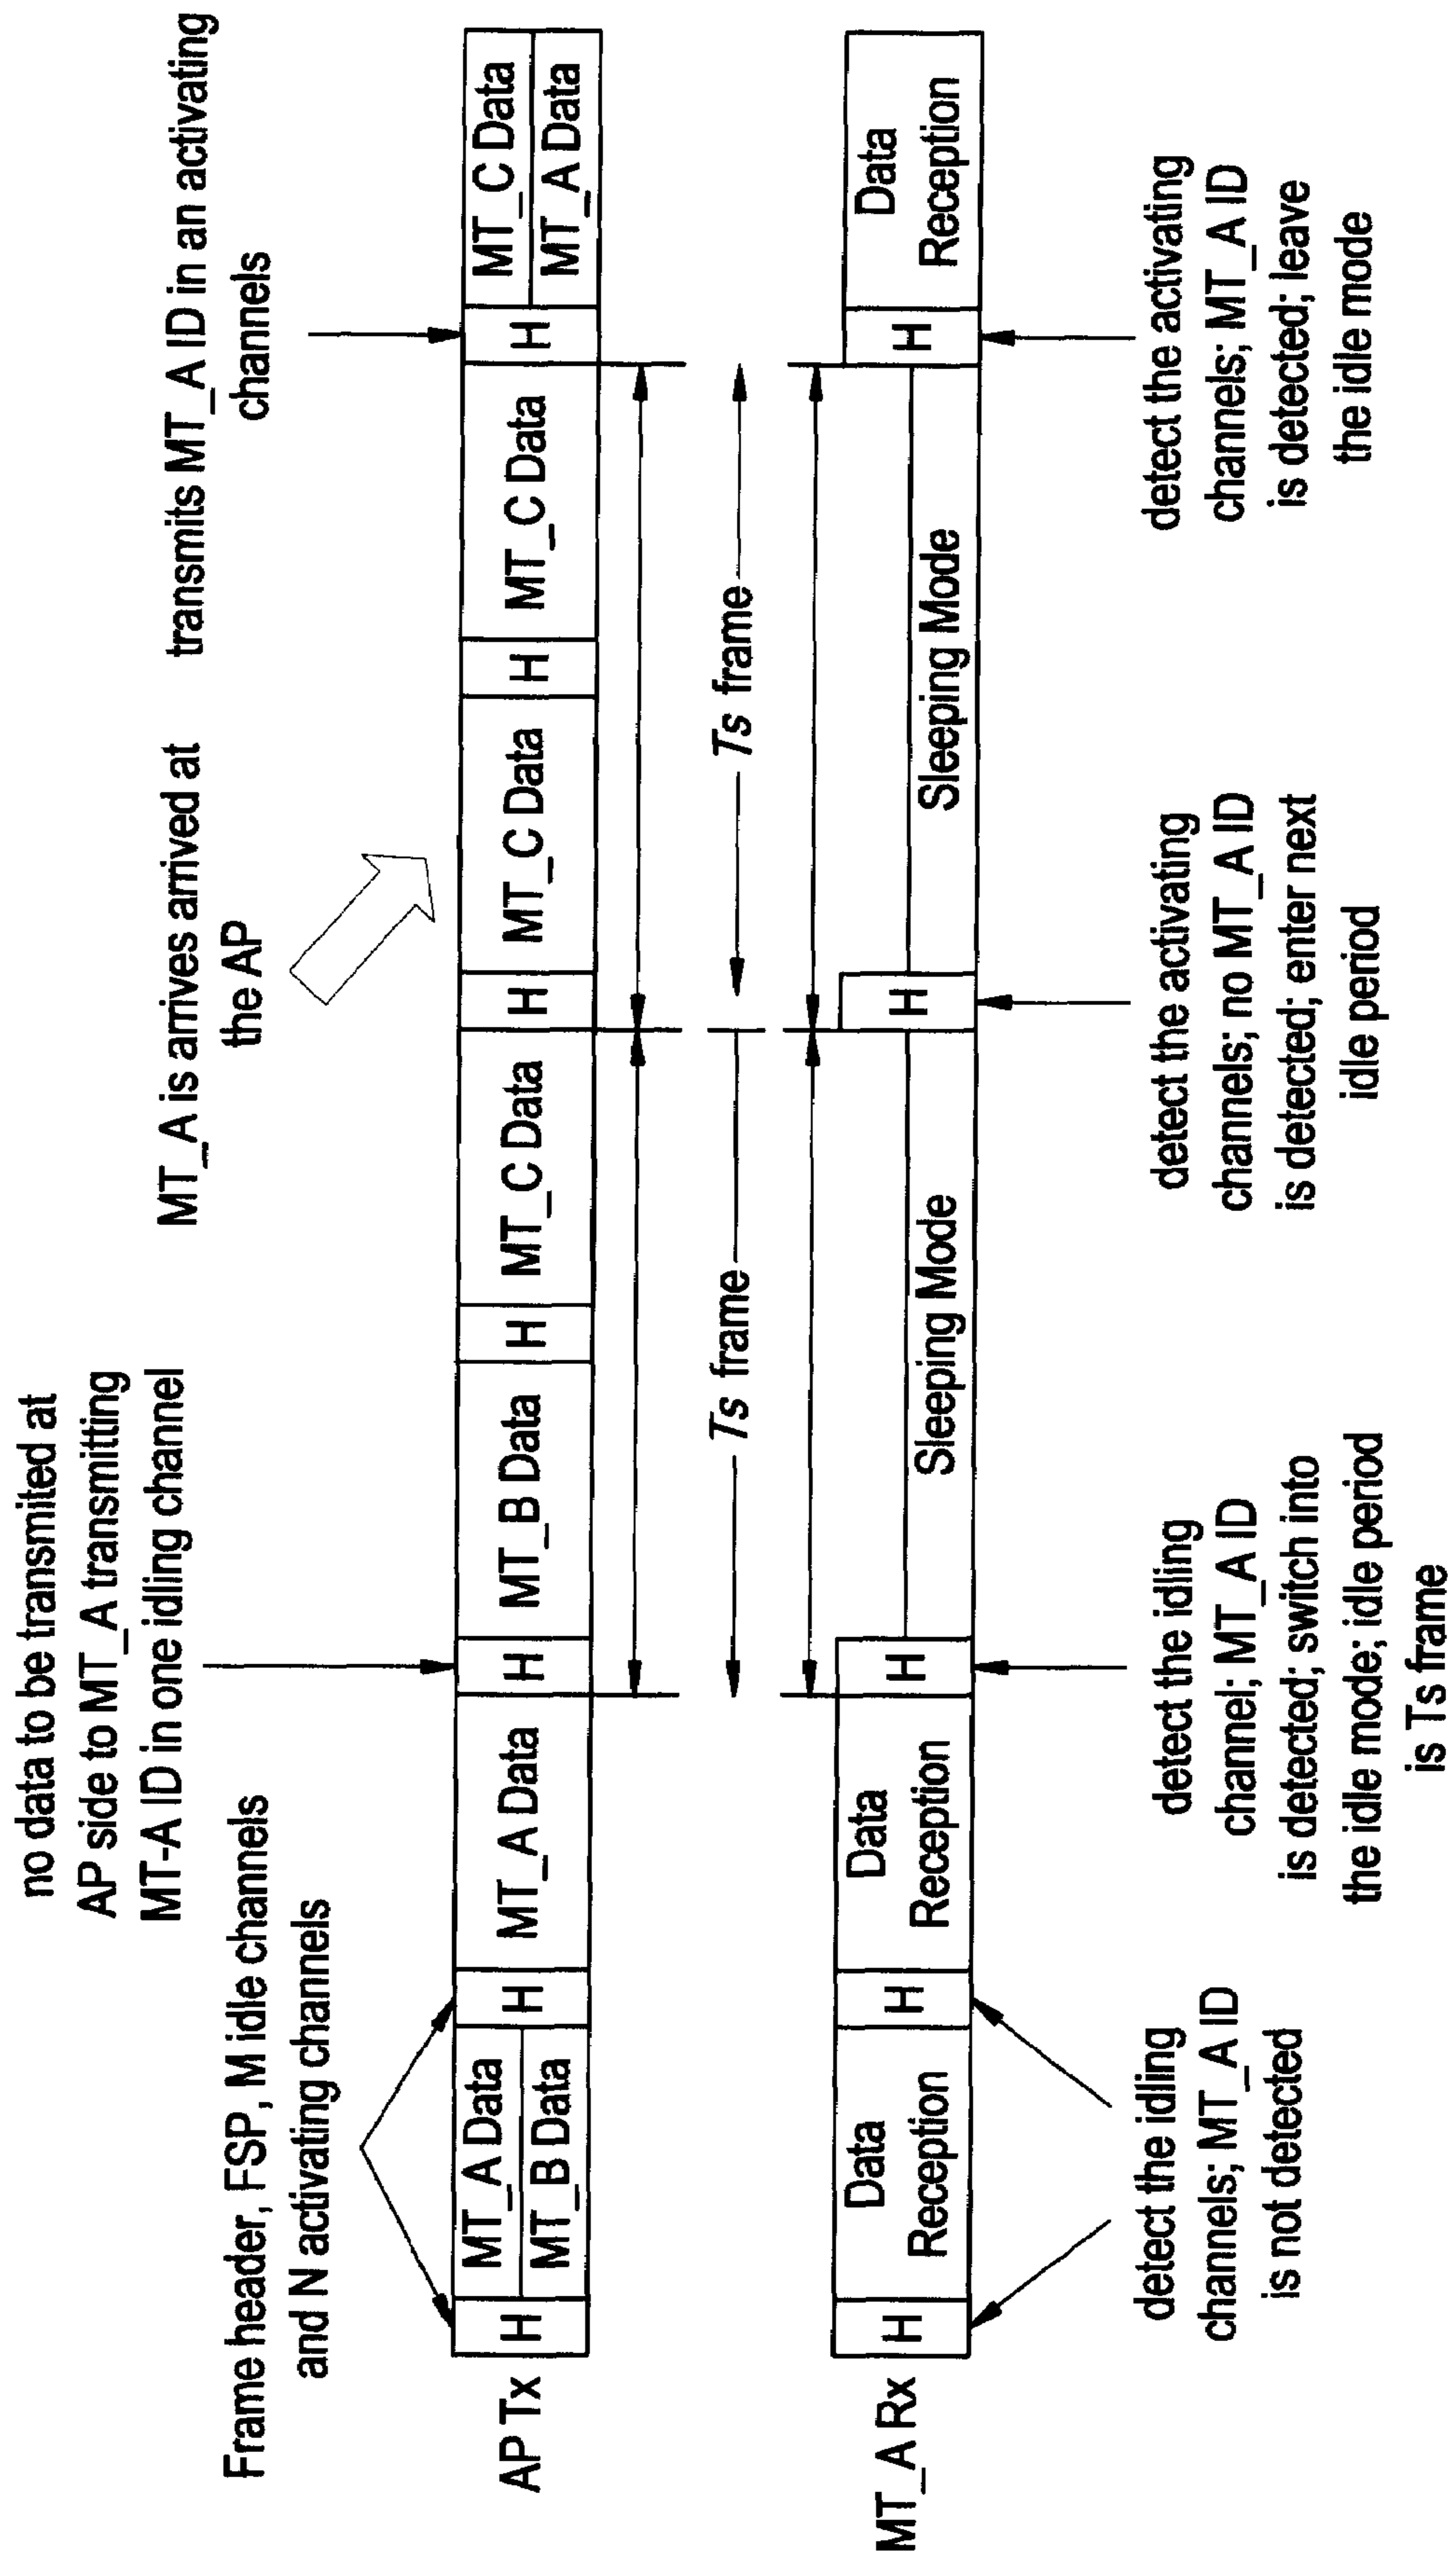 no data to be transmited at
AP side to MT_A transmitting
MT-A ID in one idling channel
Frame header, FSP, M idle channels
and N activating channels
MT_A is arrives arrived at
the AP
transmits MT_A ID in an activating
channels
AP Tx
H
MT_A Data
MT_B Data
H
MT_A Data
H
MT_B Data
H
MT_C Data
H
MT_C Data
H
MT_C Data
H
MT_C Data
MT_A Data
Ts frame
Ts frame
MT_A Rx
H
Data
Reception
H
Data
Reception
H
Sleeping Mode
H
Sleeping Mode
H
Data
Reception
detect the idling
channels; MT_A ID
is not detected
detect the idling
channel; MT_A ID
is detected; switch into
the idle mode; idle period
is Ts frame
detect the activating
channels; no MT_A ID
is detected; enter next
idle period
detect the activating
channels; MT_A ID
is detected; leave
the idle mode